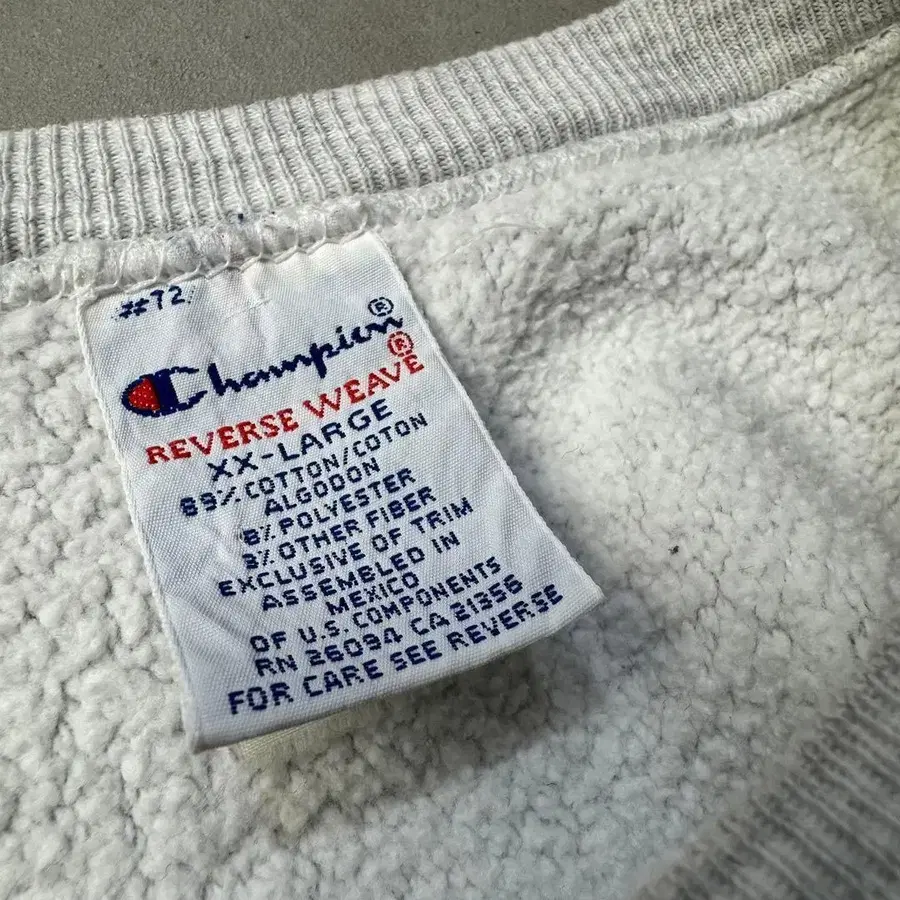 #72
Champion®
REVERSE WEAVE®
XX-LARGE
89% COTTON/COTON
ALGODON
8% POLYESTER
3% OTHER FIBER
EXCLUSIVE OF TRIM
ASSEMBLED IN
MEXICO
OF U.S. COMPONENTS
RN 26094 CA 21356
FOR CARE SEE REVERSE